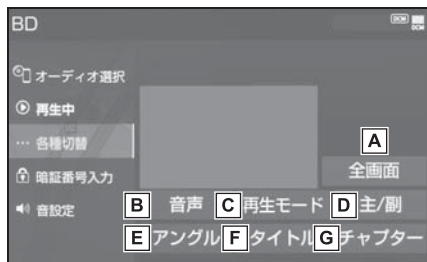 BD
DCM
DCM
オーディオ選択
再生中
… 各種切替
暗証番号入力
音設定
A
全画面
B 音声 C 再生モード D 主/副
E アングル F タイトル G チャプター